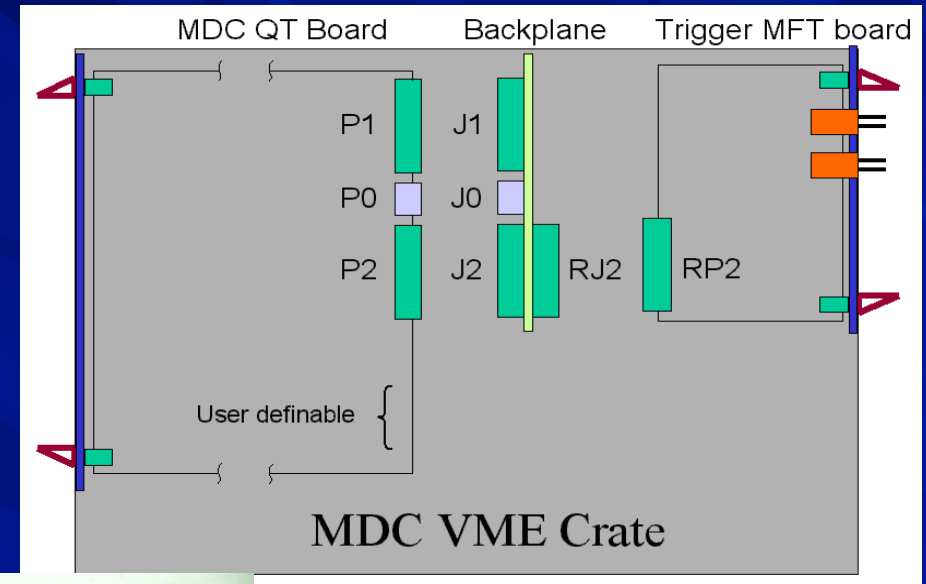 MDC QT Board Backplane Trigger MFT board
P1 J1
P0 J0
P2 J2 RJ2 RP2
User definable
MDC VME Crate